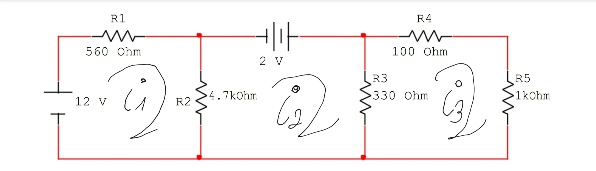 R1
560 Ohm
R4
100 Ohm
2 V
12 V
i1
R2
4.7kOhm
i2
R3
330 Ohm
i3
R5
1kOhm